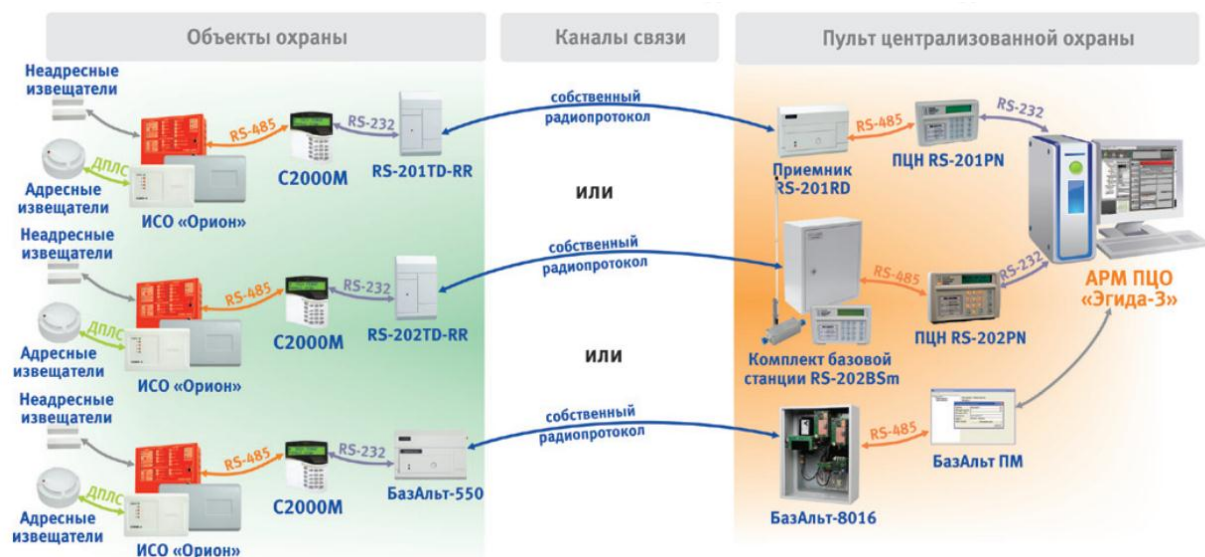 Объекты охраны
Каналы связи
Пульт централизованной охраны
Неадресные
извещатели
ДПЛС
Адресные
извещатели
ИСО «Орион»
RS-485
С2000М
RS-232
RS-201TD-RR
собственный
радиопротокол
Приемник
RS-201RD
RS-485
ПЦН RS-201PN
RS-232
или
Неадресные
извещатели
ДПЛС
Адресные
извещатели
ИСО «Орион»
RS-485
С2000М
RS-232
RS-202TD-RR
собственный
радиопротокол
Комплект базовой
станции RS-202BSm
RS-485
ПЦН RS-202PN
RS-232
АРМ ПЦО
«Эгида-3»
или
Неадресные
извещатели
ДПЛС
Адресные
извещатели
ИСО «Орион»
RS-485
С2000М
RS-232
БазАльт-550
собственный
радиопротокол
БазАльт-8016
RS-485
БазАльт ПМ